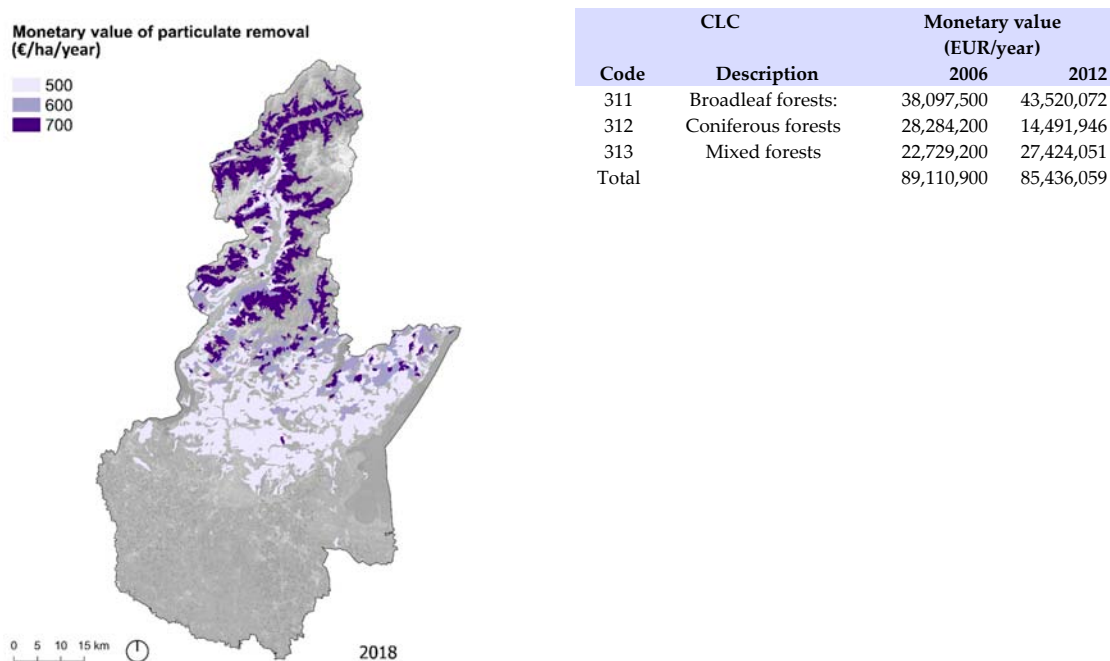 Monetary value of particulate removal
(€/ha/year)
500
600
700
0 5 10 15 km
2018
CLC Monetary value
(EUR/year)
Code Description 2006 2012
311 Broadleaf forests: 38,097,500 43,520,072
312 Coniferous forests 28,284,200 14,491,946
313 Mixed forests 22,729,200 27,424,051
Total 89,110,900 85,436,059